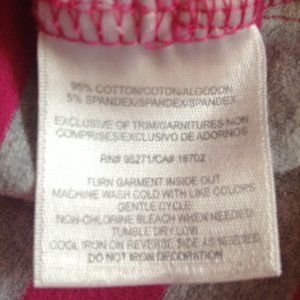 95% COTTON/COTON/ALGODON
5% SPANDEX/SPANDEX/SPANDEX
EXCLUSIVE OF TRIM/GARNITURES NON
COMPRISES/EXCLUSIVO DE ADORNOS
RN# 96271/CA# 18702
TURN GARMENT INSIDE OUT
MACHINE WASH COLD WITH LIKE COLORS
GENTLE CYCLE
NON-CHLORINE BLEACH WHEN NEEDED
TUMBLE DRY LOW
COOL IRON ON REVERSE SIDE AS NEEDED
DO NOT IRON DECORATION